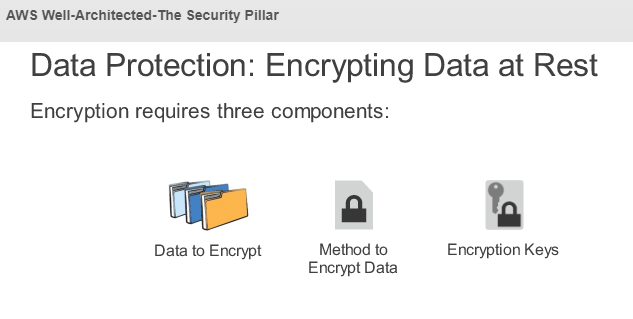 AWS Well-Architected-The Security Pillar
Data Protection: Encrypting Data at Rest
Encryption requires three components:
Data to Encrypt
Method to
Encrypt Data
Encryption Keys